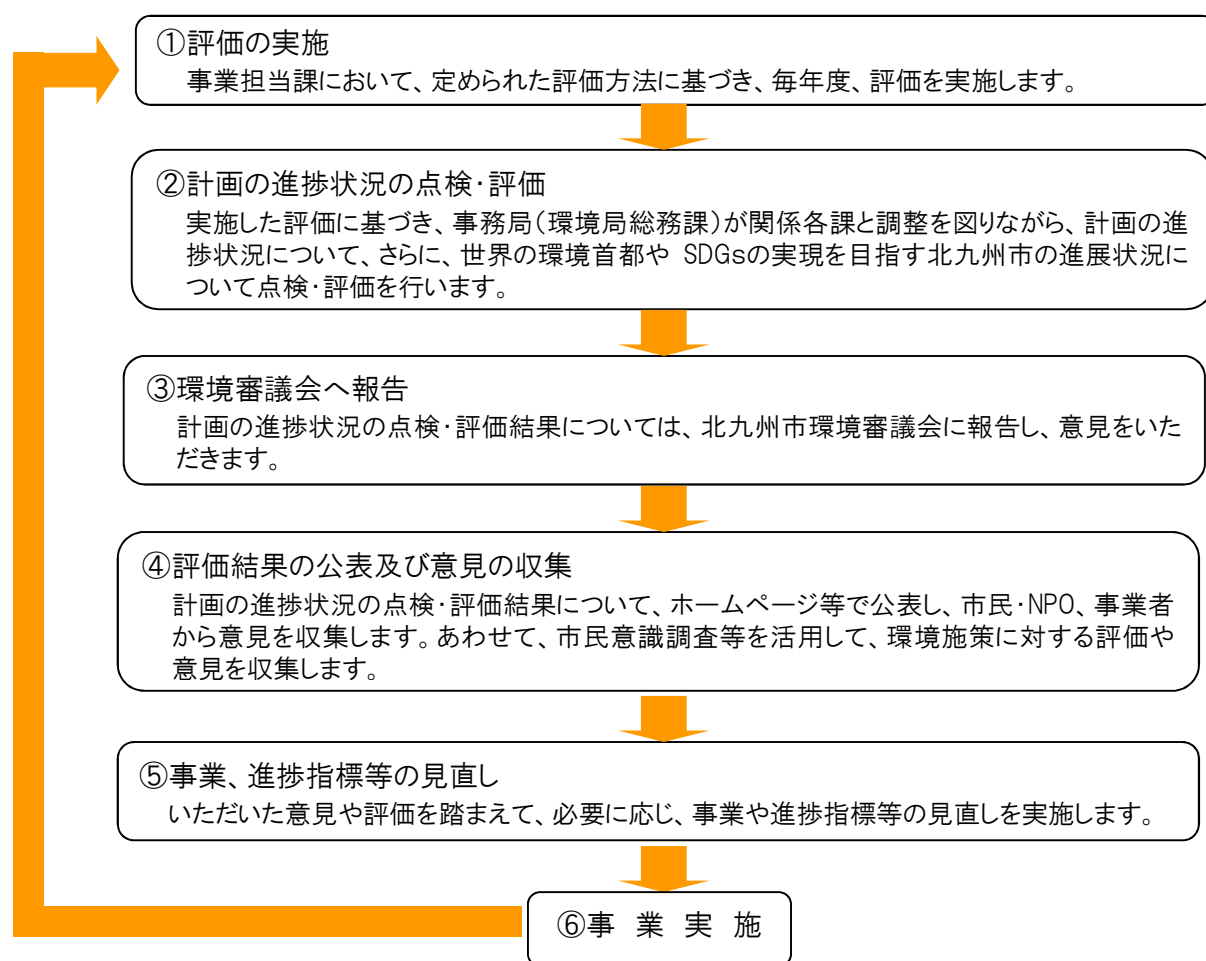 ①評価の実施
事業担当課において、定められた評価方法に基づき、毎年度、評価を実施します。
②計画の進捗状況の点検・評価
実施した評価に基づき、事務局(環境局総務課)が関係各課と調整を図りながら、計画の進
捗状況について、さらに、世界の環境首都や SDGsの実現を目指す北九州市の進展状況に
ついて点検・評価を行います。
③環境審議会へ報告
計画の進捗状況の点検・評価結果については、北九州市環境審議会に報告し、意見をいた
だきます。
④評価結果の公表及び意見の収集
計画の進捗状況の点検・評価結果について、ホームページ等で公表し、市民・NPO、事業者
から意見を収集します。あわせて、市民意識調査等を活用して、環境施策に対する評価や
意見を収集します。
⑤事業、進捗指標等の見直し
いただいた意見や評価を踏まえて、必要に応じ、事業や進捗指標等の見直しを実施します。
⑥事 業 実 施